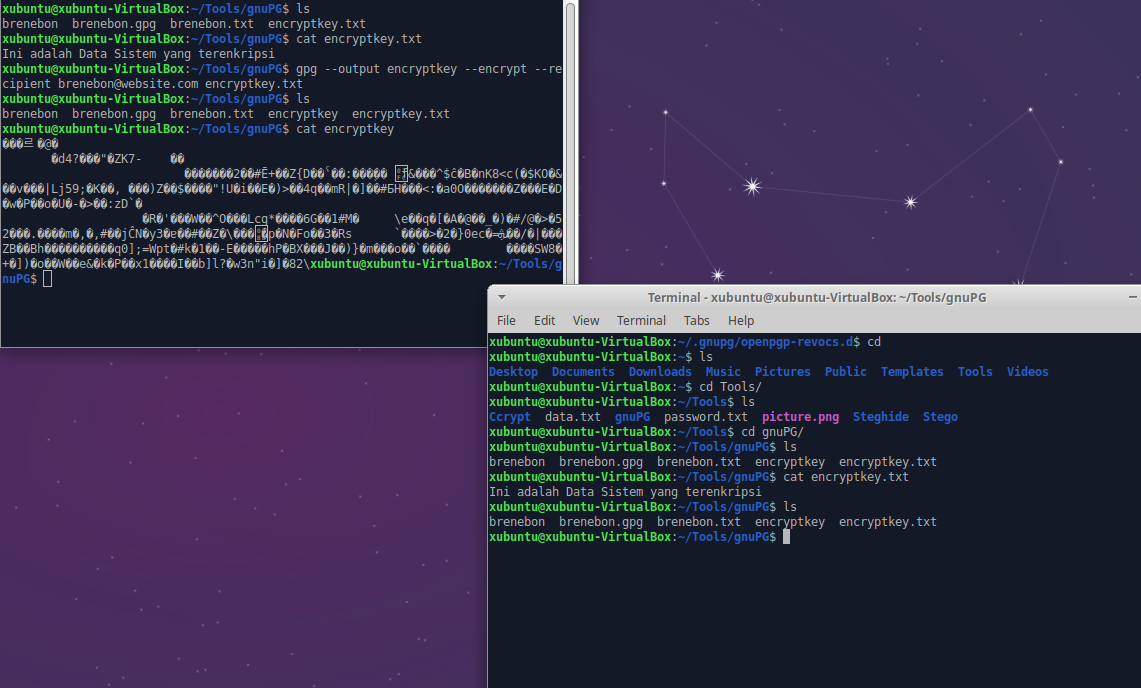 xubuntu@xubuntu-VirtualBox:~/Tools/gnuPG$ ls
brenebon  brenebon.gpg  brenebon.txt  encryptkey.txt
xubuntu@xubuntu-VirtualBox:~/Tools/gnuPG$ cat encryptkey.txt
Ini adalah Data Sistem yang terenkripsi
xubuntu@xubuntu-VirtualBox:~/Tools/gnuPG$ gpg --output encryptkey --encrypt --re
cipient brenebon@website.com encryptkey.txt
xubuntu@xubuntu-VirtualBox:~/Tools/gnuPG$ ls
brenebon  brenebon.gpg  brenebon.txt  encryptkey  encryptkey.txt
xubuntu@xubuntu-VirtualBox:~/Tools/gnuPG$ cat encryptkey
xubuntu@xubuntu-VirtualBox:~/Tools/g
nuPG$
Terminal - xubuntu@xubuntu-VirtualBox: ~/Tools/gnuPG
File Edit View Terminal Tabs Help
xubuntu@xubuntu-VirtualBox:~/.gnupg/openpgp-revocs.d$ cd
xubuntu@xubuntu-VirtualBox:~$ ls
Desktop  Documents  Downloads  Music  Pictures  Public  Templates  Tools  Videos
xubuntu@xubuntu-VirtualBox:~$ cd Tools/
xubuntu@xubuntu-VirtualBox:~/Tools$ ls
Ccrypt  data.txt  gnuPG  password.txt  picture.png  Steghide  Stego
xubuntu@xubuntu-VirtualBox:~/Tools$ cd gnuPG/
xubuntu@xubuntu-VirtualBox:~/Tools/gnuPG$ ls
brenebon  brenebon.gpg  brenebon.txt  encryptkey  encryptkey.txt
xubuntu@xubuntu-VirtualBox:~/Tools/gnuPG$ cat encryptkey.txt
Ini adalah Data Sistem yang terenkripsi
xubuntu@xubuntu-VirtualBox:~/Tools/gnuPG$ ls
brenebon  brenebon.gpg  brenebon.txt  encryptkey  encryptkey.txt
xubuntu@xubuntu-VirtualBox:~/Tools/gnuPG$